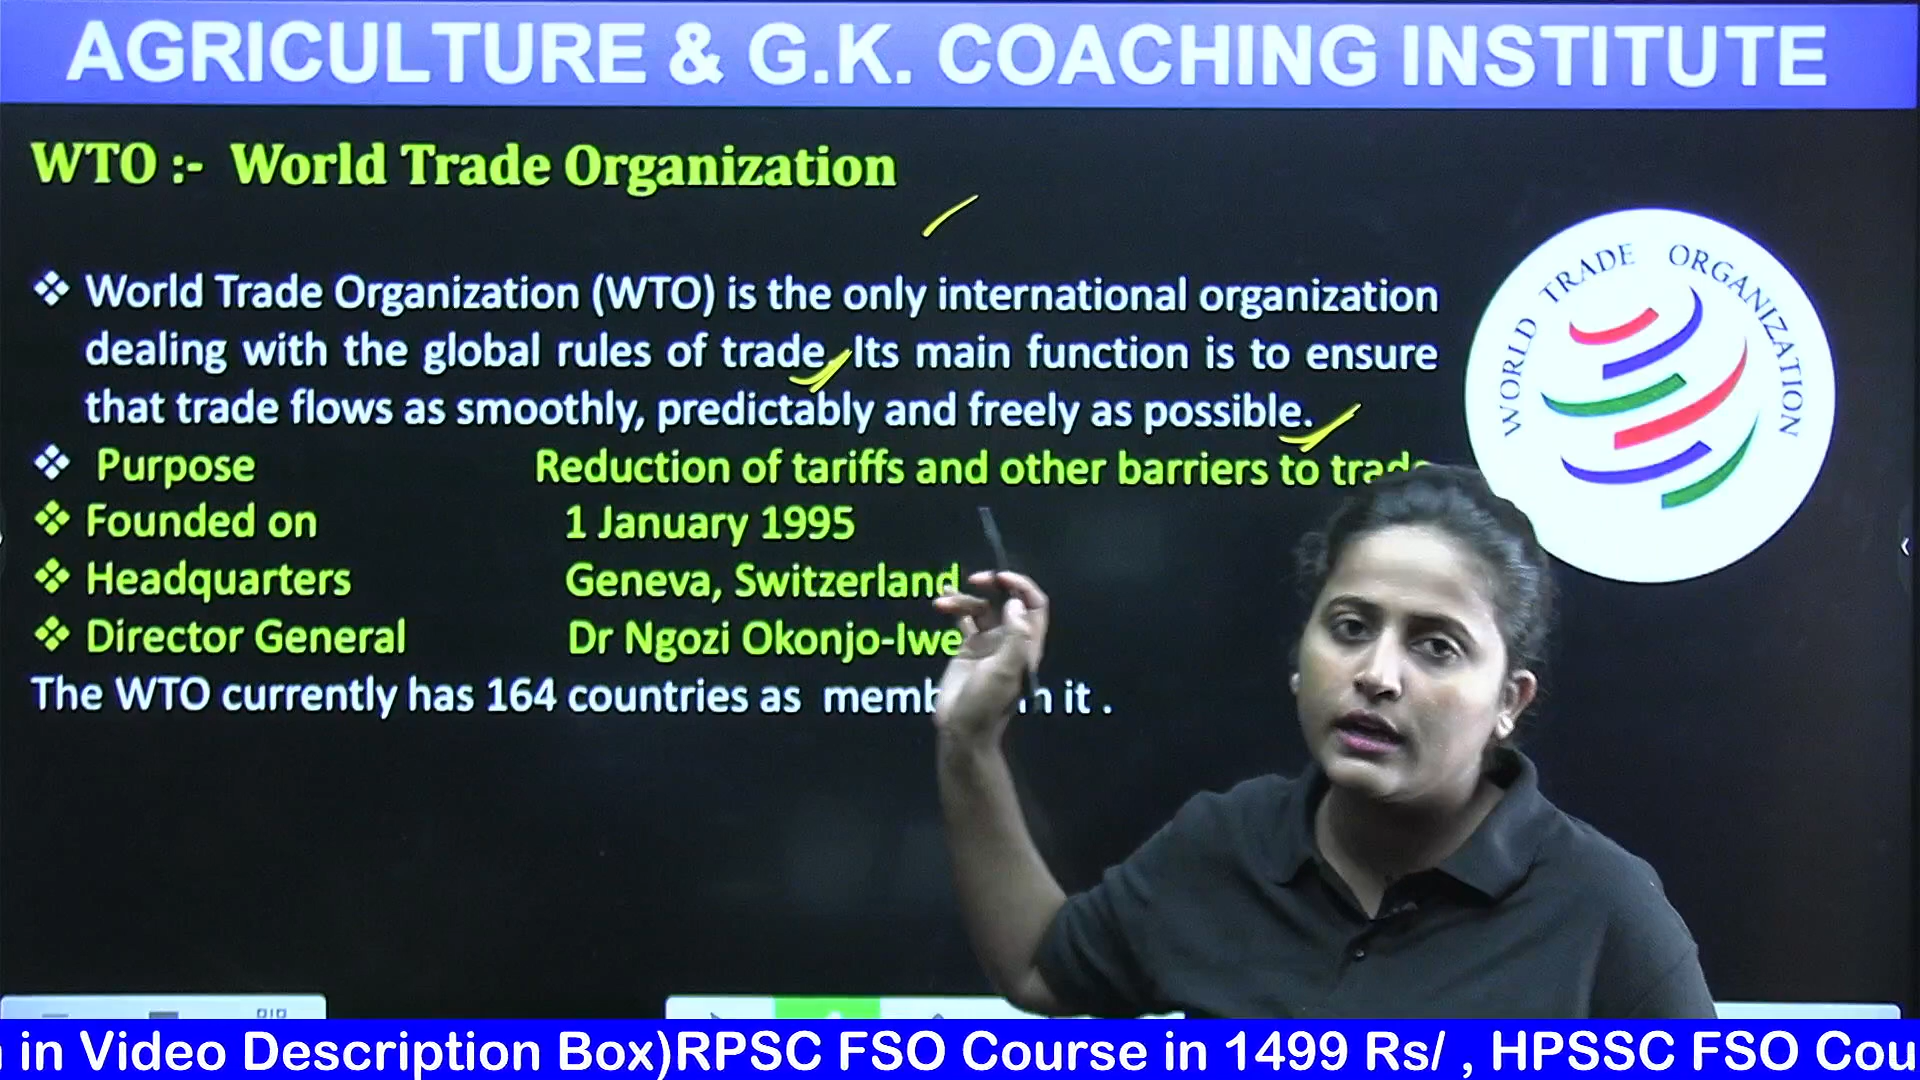 AGRICULTURE & G.K. COACHING INSTITUTE
WTO :- World Trade Organization
❖ World Trade Organization (WTO) is the only international organization
dealing with the global rules of trade. Its main function is to ensure
that trade flows as smoothly, predictably and freely as possible.
❖ Purpose Reduction of tariffs and other barriers to trade
❖ Founded on 1 January 1995
❖ Headquarters Geneva, Switzerland
❖ Director General Dr Ngozi Okonjo-Iwe
The WTO currently has 164 countries as it .
WORLD TRADE ORGANIZATION
in Video Description Box)RPSC FSO Course in 1499 Rs/ , HPSSC FSO Cou